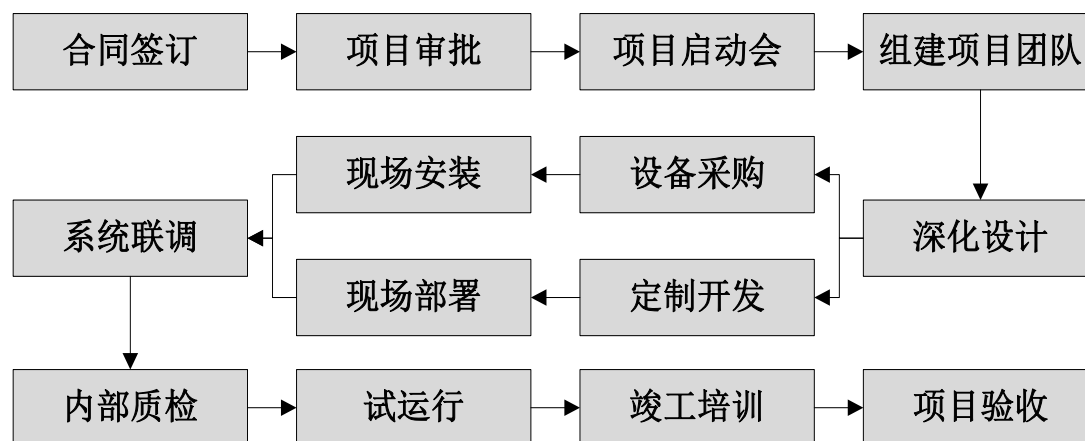 合同签订
项目审批
项目启动会
组建项目团队
现场安装
设备采购
系统联调
深化设计
现场部署
定制开发
内部质检
试运行
竣工培训
项目验收